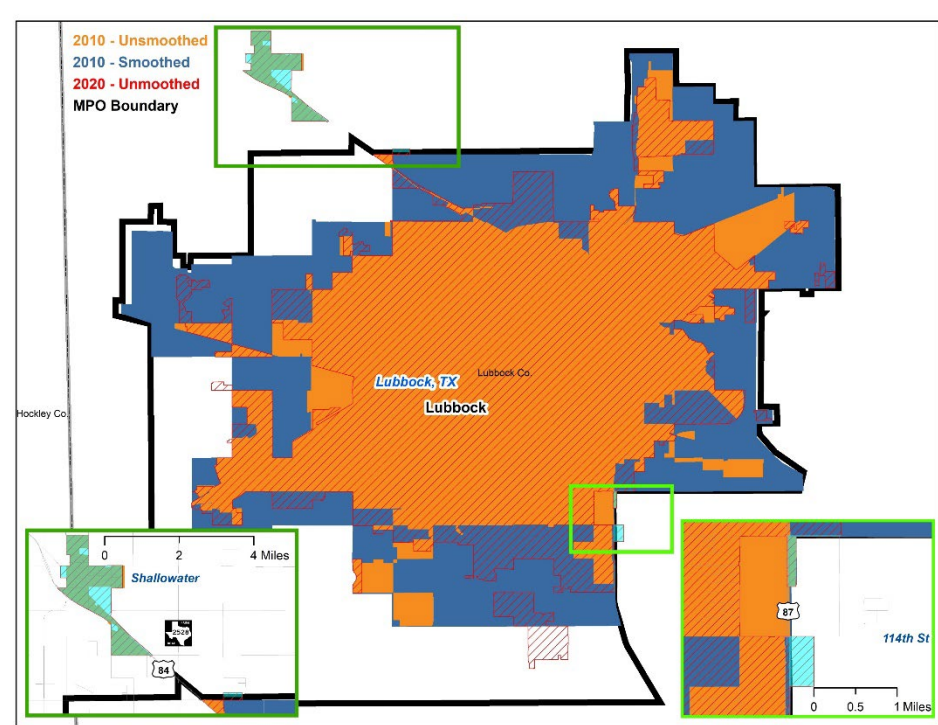 2010 - Unsmoothed
2010 - Smoothed
2020 - Unmoothed
MPO Boundary
Lubbock, TX
Lubbock Co.
Lubbock
Hockley Co.
0 2 4 Miles
Shallowater
2528
84
87
114th St
0 0.5 1 Miles